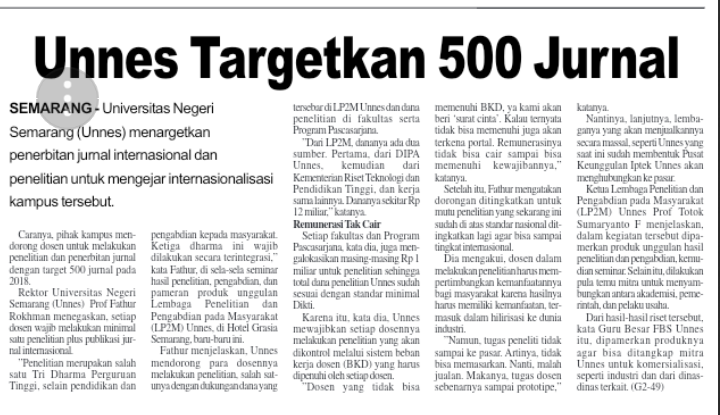 Unnes Targetkan 500 Jurnal
SEMARANG - Universitas Negeri
Semarang (Unnes) menargetkan
penerbitan jurnal internasional dan
penelitian untuk mengejar internasionalisasi
kampus tersebut.
Caranya, pihak kampus men-
dorong dosen untuk melakukan
penelitian dan penerbitan jurnal
dengan target 500 jurnal pada
2018.
Rektor Universitas Negeri
Semarang (Unnes) Prof Fathur
Rokhman menegaskan, setiap
dosen wajib melakukan minimal
satu penelitian plus publikasi jur-
nal internasional.
"Penelitian merupakan salah
satu Tri Dharma Perguruan
Tinggi, selain pendidikan dan
pengabdian kepada masyarakat.
Ketiga dharma ini wajib
dilakukan secara terintegrasi,"
kata Fathur, di sela-sela seminar
hasil penelitian, pengabdian, dan
pameran produk unggulan
Lembaga Penelitian dan
Pengabdian pada Masyarakat
(LP2M) Unnes, di Hotel Grasia
Semarang, baru-baru ini.
Fathur menjelaskan, Unnes
mendorong para dosennya
melakukan penelitian, salah sat-
unya dengan dukungan dana yang
tersebar di LP2M Unnes dan dana
penelitian di fakultas serta
Program Pascasarjana.
"Dari LP2M, dananya ada dua
sumber. Pertama, dari DIPA
Unnes, kemudian dari
Kementerian Riset Teknologi dan
Pendidikan Tinggi, dan kerja
sama lainnya. Dananya sekitar Rp
12 miliar," katanya.
Remunerasi Tak Cair
Setiap fakultas dan Program
Pascasarjana, kata dia, juga men-
galokasikan masing-masing Rp 1
miliar untuk penelitian sehingga
total dana penelitian Unnes sudah
sesuai dengan standar minimal
Dikti.
Karena itu, kata dia, Unnes
mewajibkan setiap dosennya
melakukan penelitian yang akan
dikontrol melalui sistem beban
kerja dosen (BKD) yang harus
dipenuhi oleh setiap dosen.
"Dosen yang tidak bisa
memenuhi BKD, ya kami akan
beri 'surat cinta'. Kalau ternyata
tidak bisa memenuhi juga akan
terkena portal. Remunerasinya
tidak bisa cair sampai bisa
memenuhi kewajibannya,"
katanya.
Setelah itu, Fathur mengatakan
dorongan ditingkatkan untuk
mutu penelitian yang sekarang ini
sudah di atas standar nasional dit-
ingkatkan lagi agar bisa sampai
tingkat internasional.
Dia mengakui, dosen dalam
melakukan penelitian harus mem-
pertimbangkan kemanfaatannya
bagi masyarakat karena hasilnya
harus memiliki kemanfaatan, ter-
masuk dalam hilirisasi ke dunia
industri.
"Namun, tugas peneliti tidak
sampai ke pasar. Artinya, tidak
bisa memasarkan. Nanti, malah
jualan. Makanya, tugas dosen
sebenarnya sampai prototipe,"
katanya.
Nantinya, lanjutnya, lemba-
ganya yang akan menjualkannya
secara massal, seperti Unnes yang
saat ini sudah membentuk Pusat
Keunggulan Iptek Unnes akan
menghubungkan ke pasar.
Ketua Lembaga Penelitian dan
Pengabdian pada Masyarakat
(LP2M) Unnes Prof Totok
Sumaryanto F menjelaskan,
dalam kegiatan tersebut dipa-
merkan produk unggulan hasil
penelitian dan pengabdian, kemu-
dian seminar. Selain itu, dilakukan
pula temu mitra untuk menyam-
bungkan antara akademisi, peme-
rintah, dan pelaku usaha.
Dari hasil-hasil riset tersebut,
kata Guru Besar FBS Unnes
itu, dipamerkan produknya
agar bisa ditangkap mitra
Unnes untuk komersialisasi,
seperti industri dan dari dinas-
dinas terkait. (G2-49)